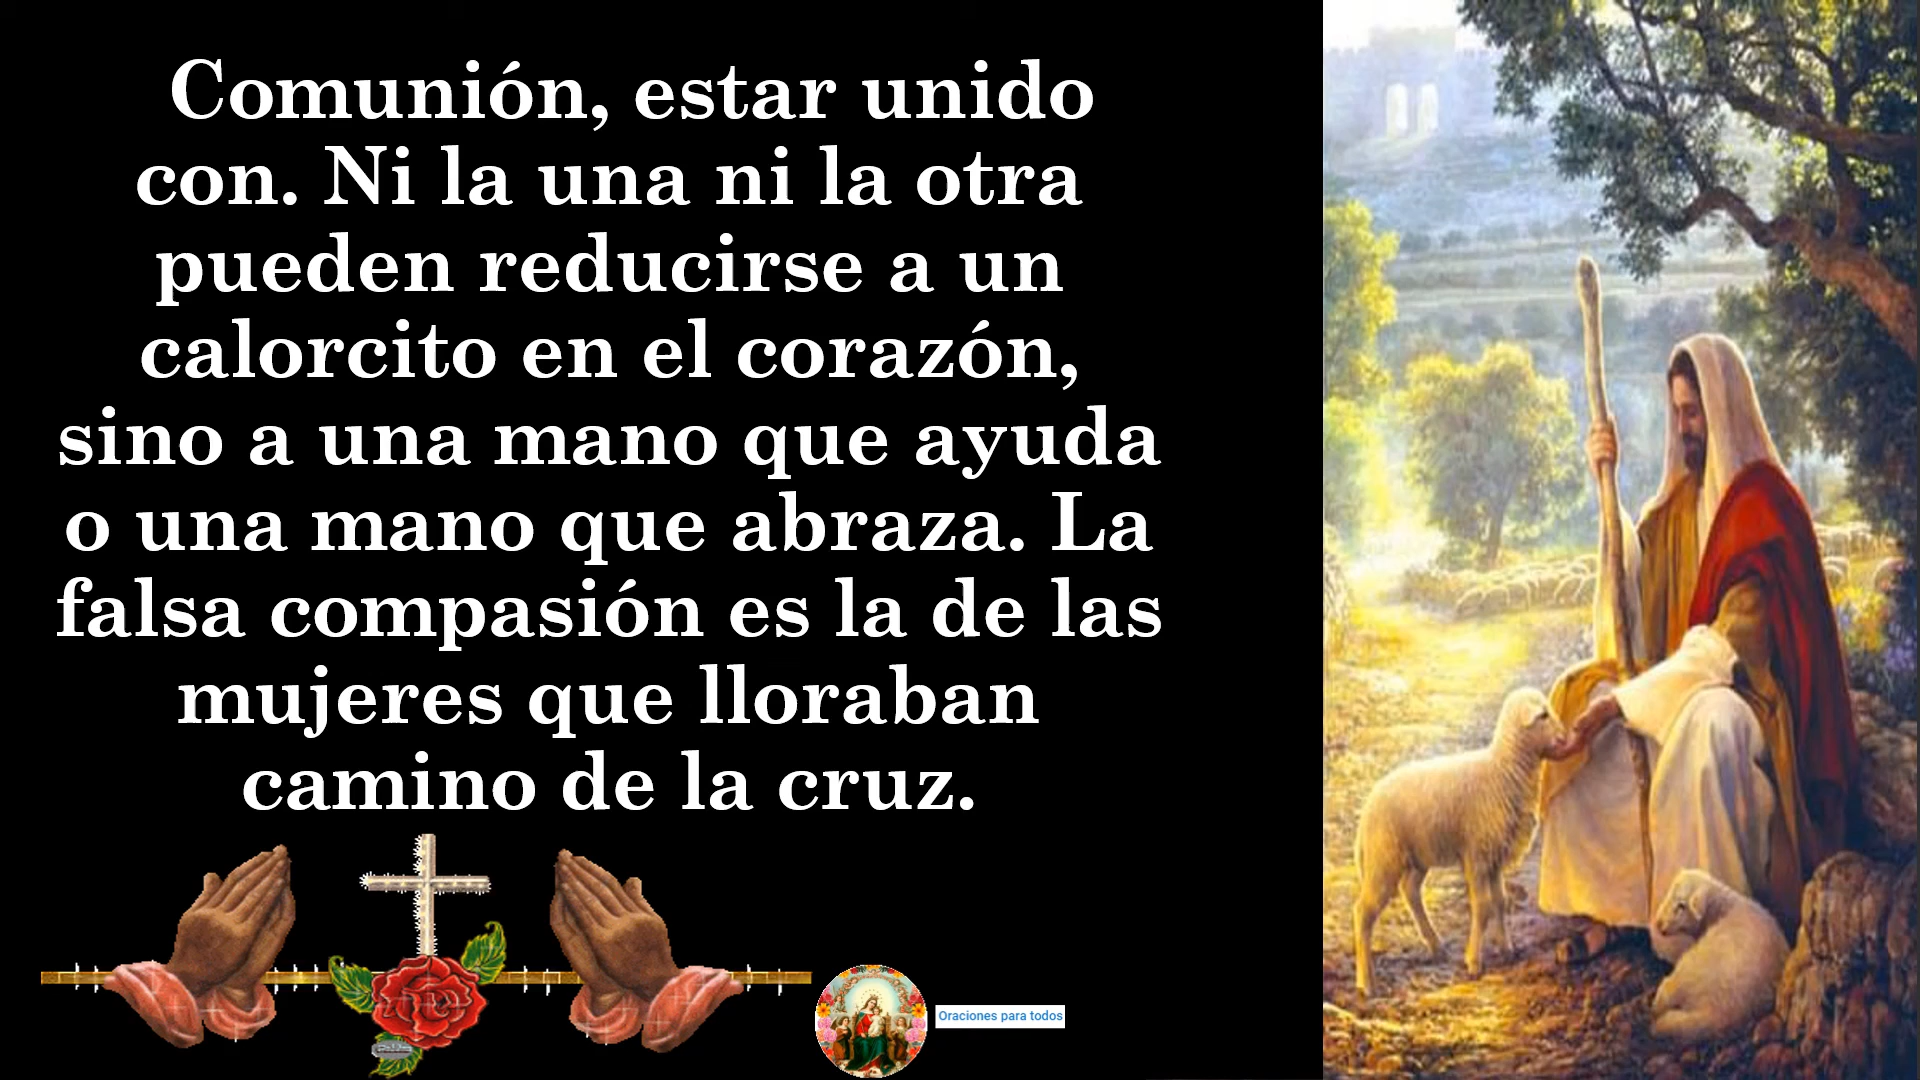 Comunión, estar unido
con. Ni la una ni la otra
pueden reducirse a un
calorcito en el corazón,
sino a una mano que ayuda
o una mano que abraza. La
falsa compasión es la de las
mujeres que lloraban
camino de la cruz.
Oraciones para todos